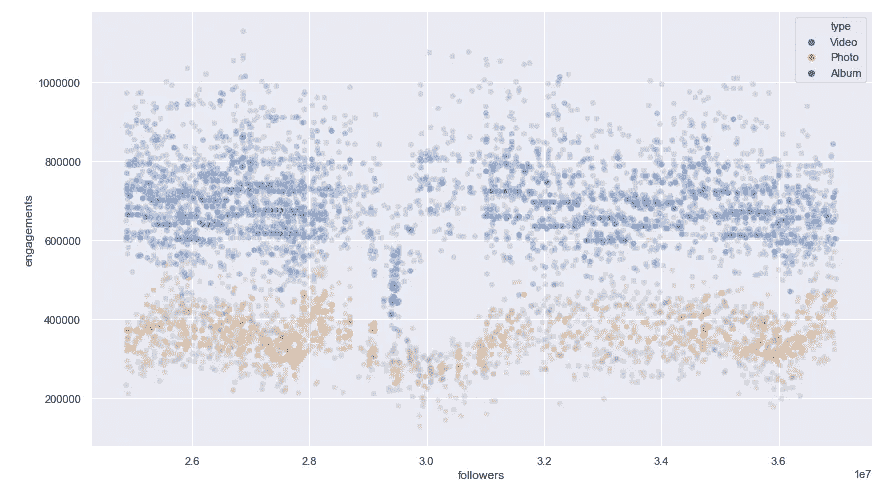 type
Video
Photo
Album
1000000
800000
600000
400000
200000
engagements
2.6 2.8 3.0 3.2 3.4 3.6
1e7
followers